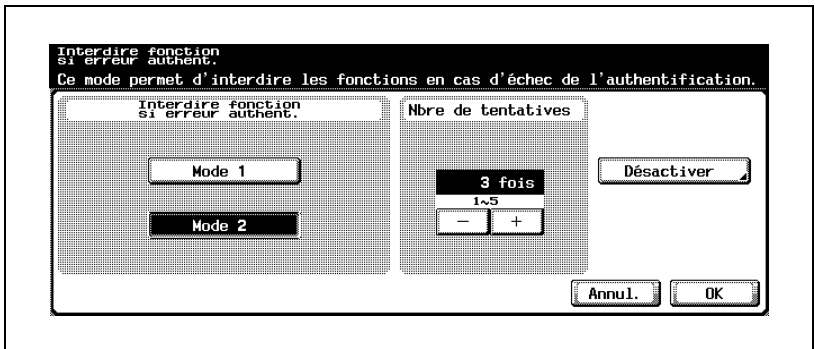 Interdire fonction
si erreur authent.
Ce mode permet d'interdire les fonctions en cas d'échec de l'authentification.
Interdire fonction
si erreur authent.
Nbre de tentatives
Mode 1
Désactiver
3 fois
1~5
Mode 2
− +
Annul. OK